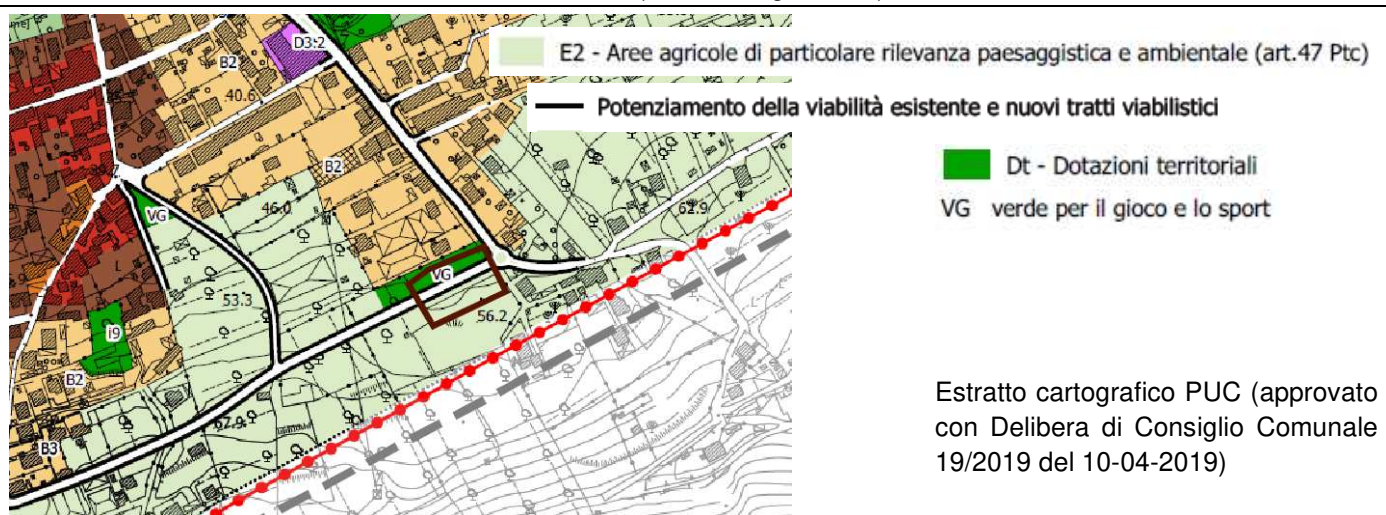 E2 - Aree agricole di particolare rilevanza paesaggistica e ambientale (art.47 Ptc)
Potenziamento della viabilità esistente e nuovi tratti viabilistici
Dt - Dotazioni territoriali
VG verde per il gioco e lo sport
Estratto cartografico PUC (approvato
con Delibera di Consiglio Comunale
19/2019 del 10-04-2019)
D3-2
B2
40.6
B2
46.0
62.9
VG
VG
53.3
56.2
L
i9
B2
B3